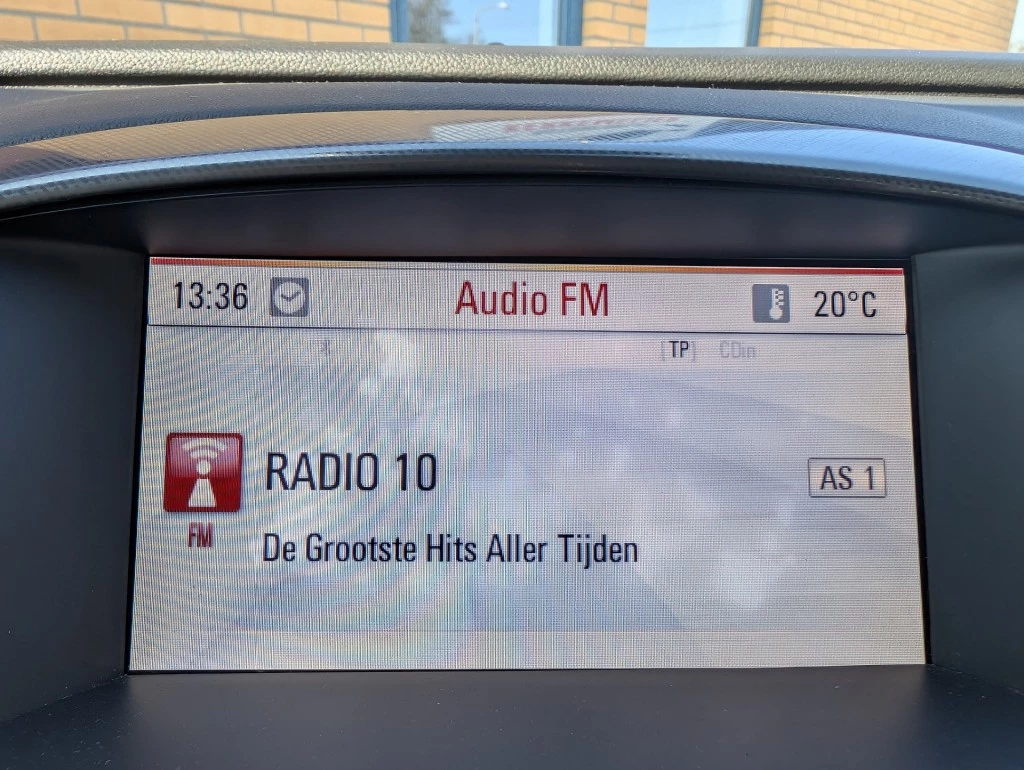 13:36 Audio FM 20°C
[TP] CDin
RADIO 10 AS 1
FM
De Grootste Hits Aller Tijden